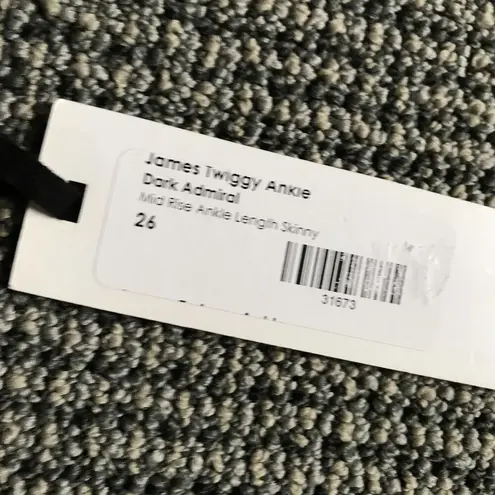 James Twiggy Ankle
Dark Admiral
Mid Rise Ankle Length Skinny
26
31673